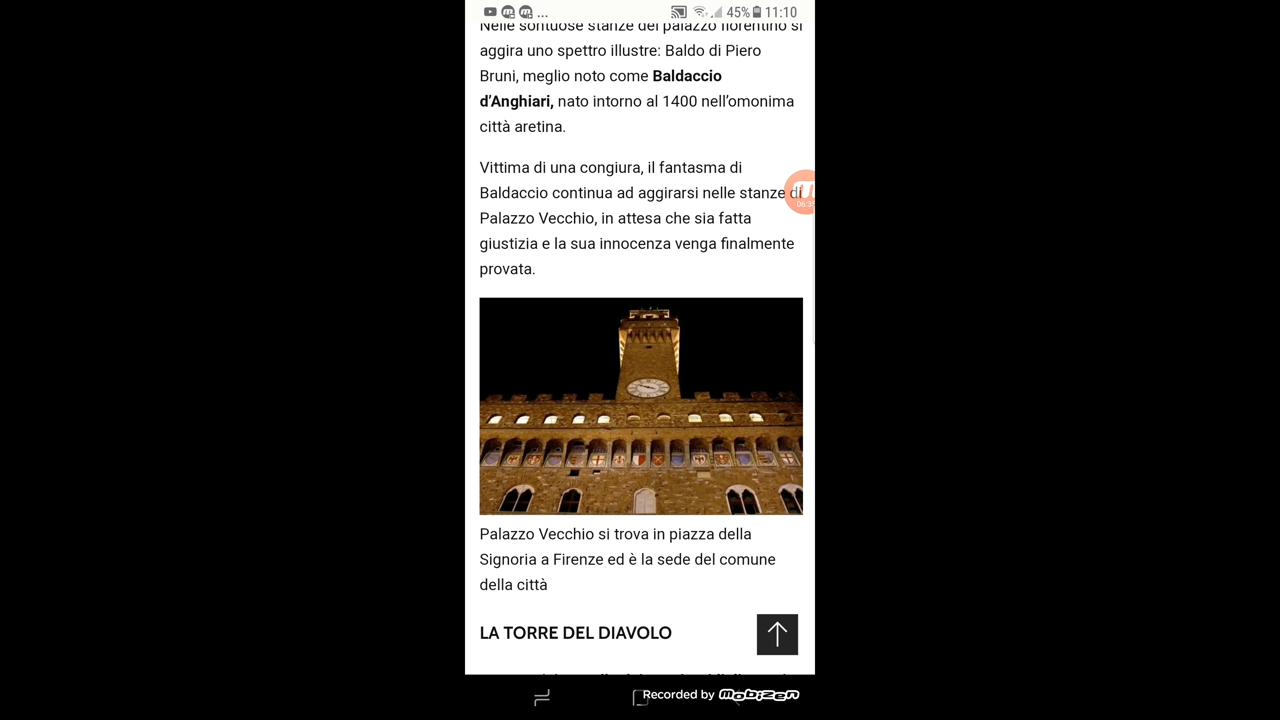 ... 45% 11:10
Nelle sontuose stanze del palazzo fiorentino si
aggira uno spettro illustre: Baldo di Piero
Bruni, meglio noto come Baldaccio
d’Anghiari, nato intorno al 1400 nell’omonima
città aretina.
Vittima di una congiura, il fantasma di
Baldaccio continua ad aggirarsi nelle stanze di
Palazzo Vecchio, in attesa che sia fatta
giustizia e la sua innocenza venga finalmente
provata.
Palazzo Vecchio si trova in piazza della
Signoria a Firenze ed è la sede del comune
della città
LA TORRE DEL DIAVOLO
Recorded by mobizen